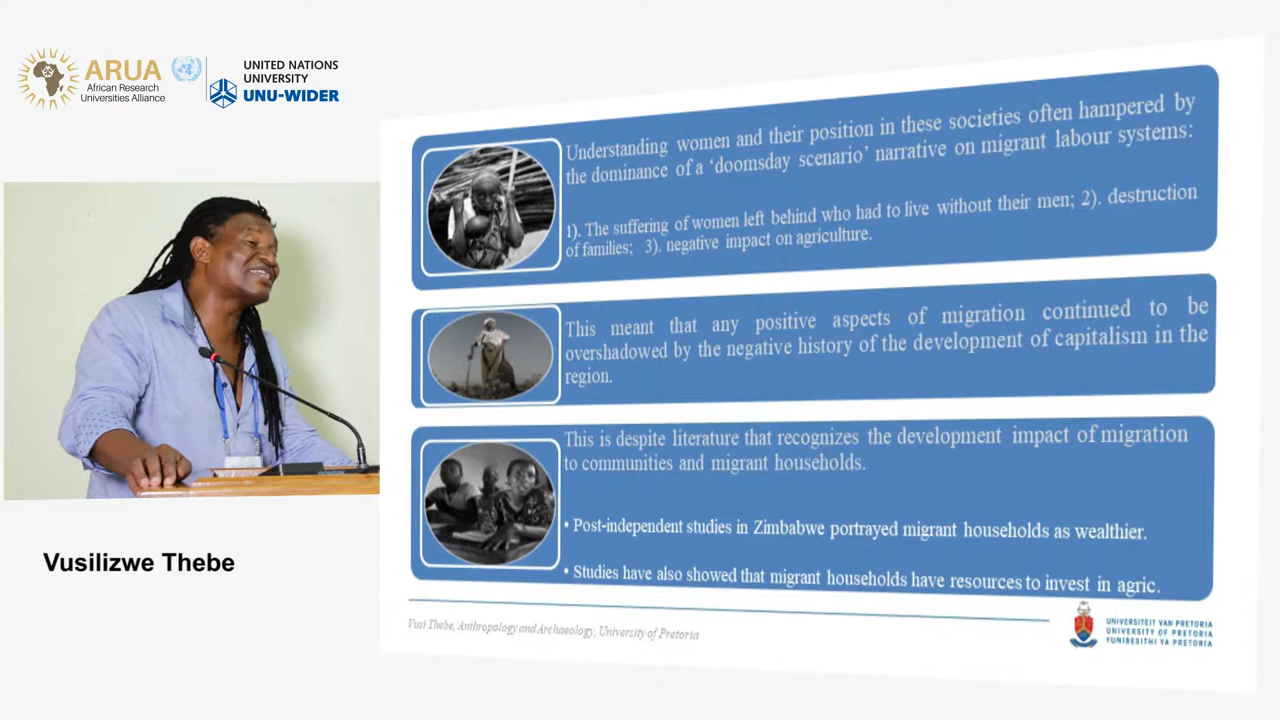 ARUA
African Research
Universities Alliance
UNITED NATIONS
UNIVERSITY
UNU-WIDER
Understanding women and their position in these societies often hampered by
the dominance of a ‘doomsday scenario’ narrative on migrant labour systems:
1). The suffering of women left behind who had to live without their men; 2). destruction
of families; 3). negative impact on agriculture.
This meant that any positive aspects of migration continued to be
overshadowed by the negative history of the development of capitalism in the
region.
This is despite literature that recognizes the development impact of migration
to communities and migrant households.
• Post-independent studies in Zimbabwe portrayed migrant households as wealthier.
• Studies have also showed that migrant households have resources to invest in agric.
Vusilizwe Thebe
Vusi Thebe, Anthropology and Archaeology, University of Pretoria
UNIVERSITEIT VAN PRETORIA
UNIVERSITY OF PRETORIA
YUNIBESITHI YA PRETORIA